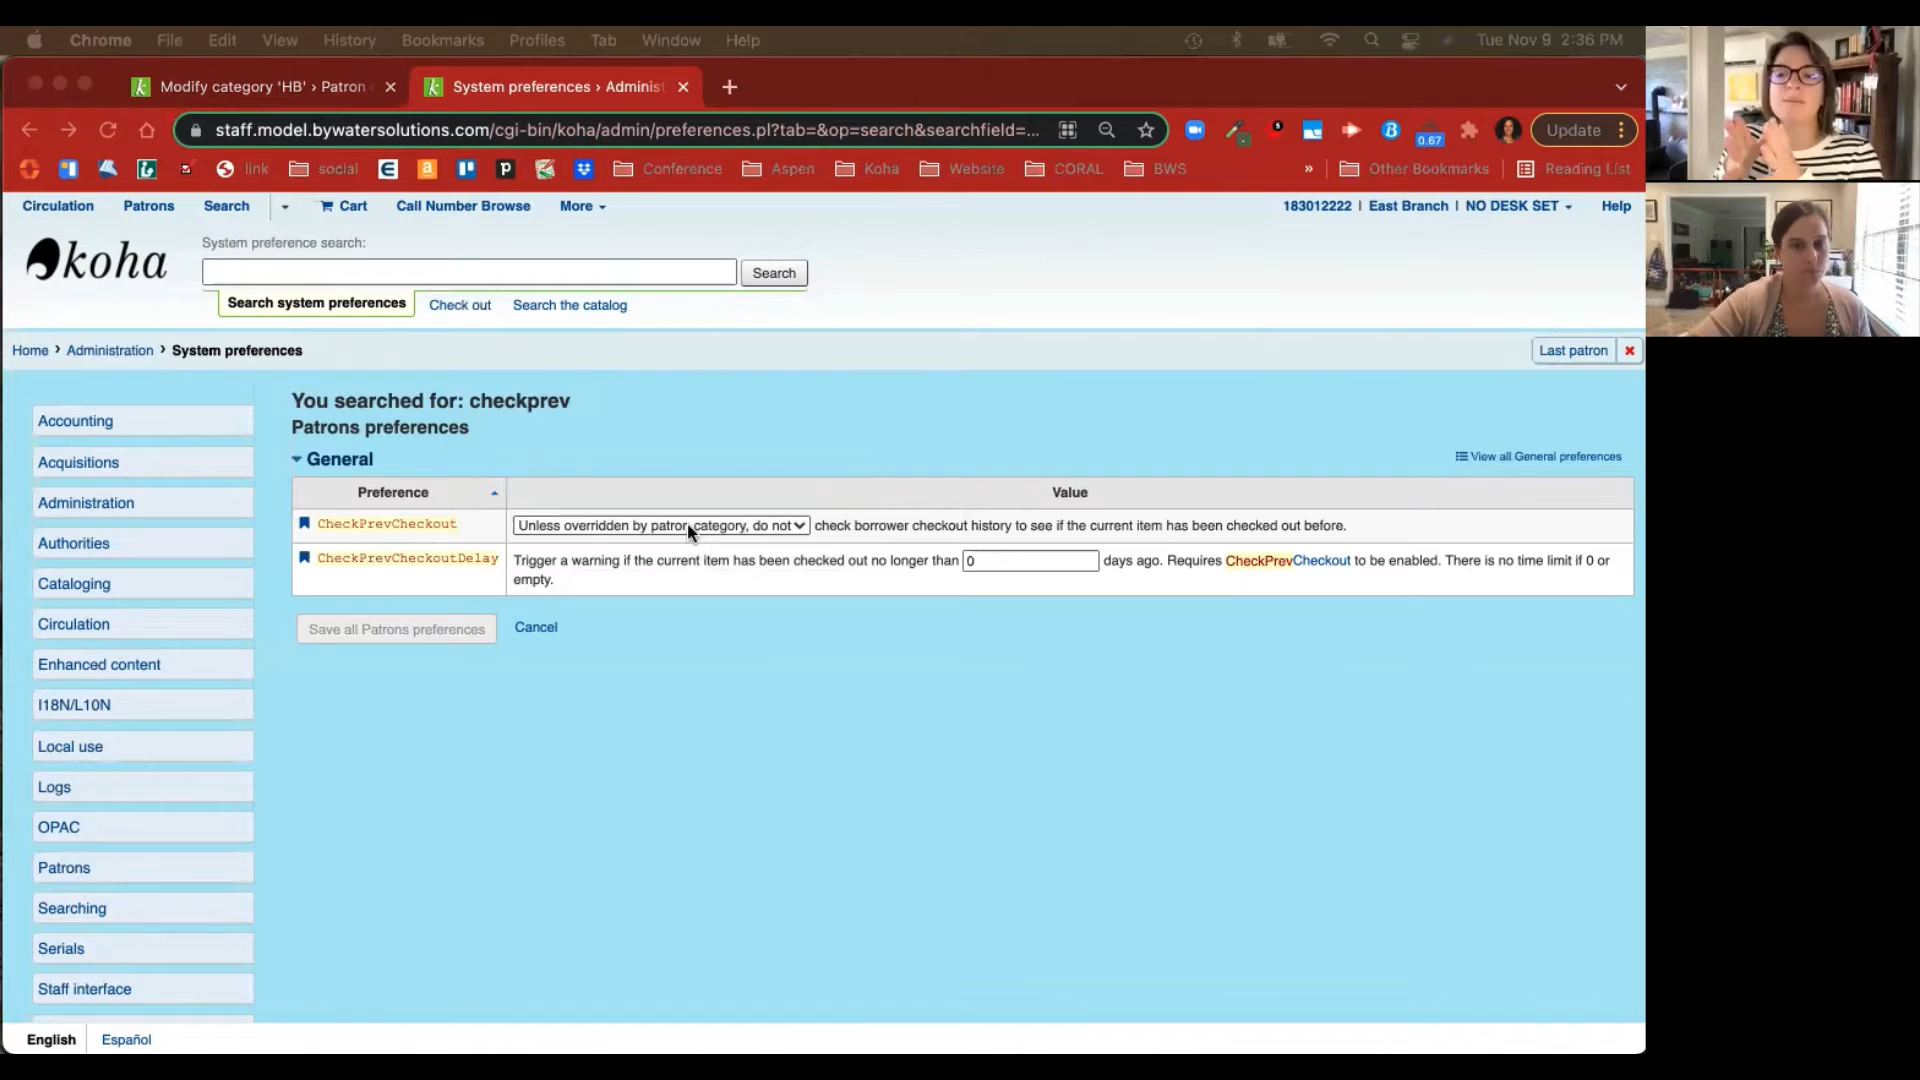 Chrome File Edit View History Bookmarks Profiles Tab Window Help Tue Nov 9 2:36 PM
Modify category 'HB' › Patron
System preferences › Administ
staff.model.bywatersolutions.com/cgi-bin/koha/admin/preferences.pl?tab=&op=search&searchfield=...
5
0.67
Update
link social Conference Aspen Koha Website CORAL BWS » Other Bookmarks Reading List
Circulation Patrons Search Cart Call Number Browse More
183012222 | East Branch | NO DESK SET Help
koha
System preference search:
Search
Search system preferences Check out Search the catalog
Home › Administration › System preferences
Last patron
Accounting
Acquisitions
Administration
Authorities
Cataloging
Circulation
Enhanced content
I18N/L10N
Local use
Logs
OPAC
Patrons
Searching
Serials
Staff interface
You searched for: checkprev
Patrons preferences
General
View all General preferences
Preference Value
CheckPrevCheckout Unless overridden by patron category, do not check borrower checkout history to see if the current item has been checked out before.
CheckPrevCheckoutDelay Trigger a warning if the current item has been checked out no longer than 0 days ago. Requires CheckPrevCheckout to be enabled. There is no time limit if 0 or
empty.
Save all Patrons preferences Cancel
English Español